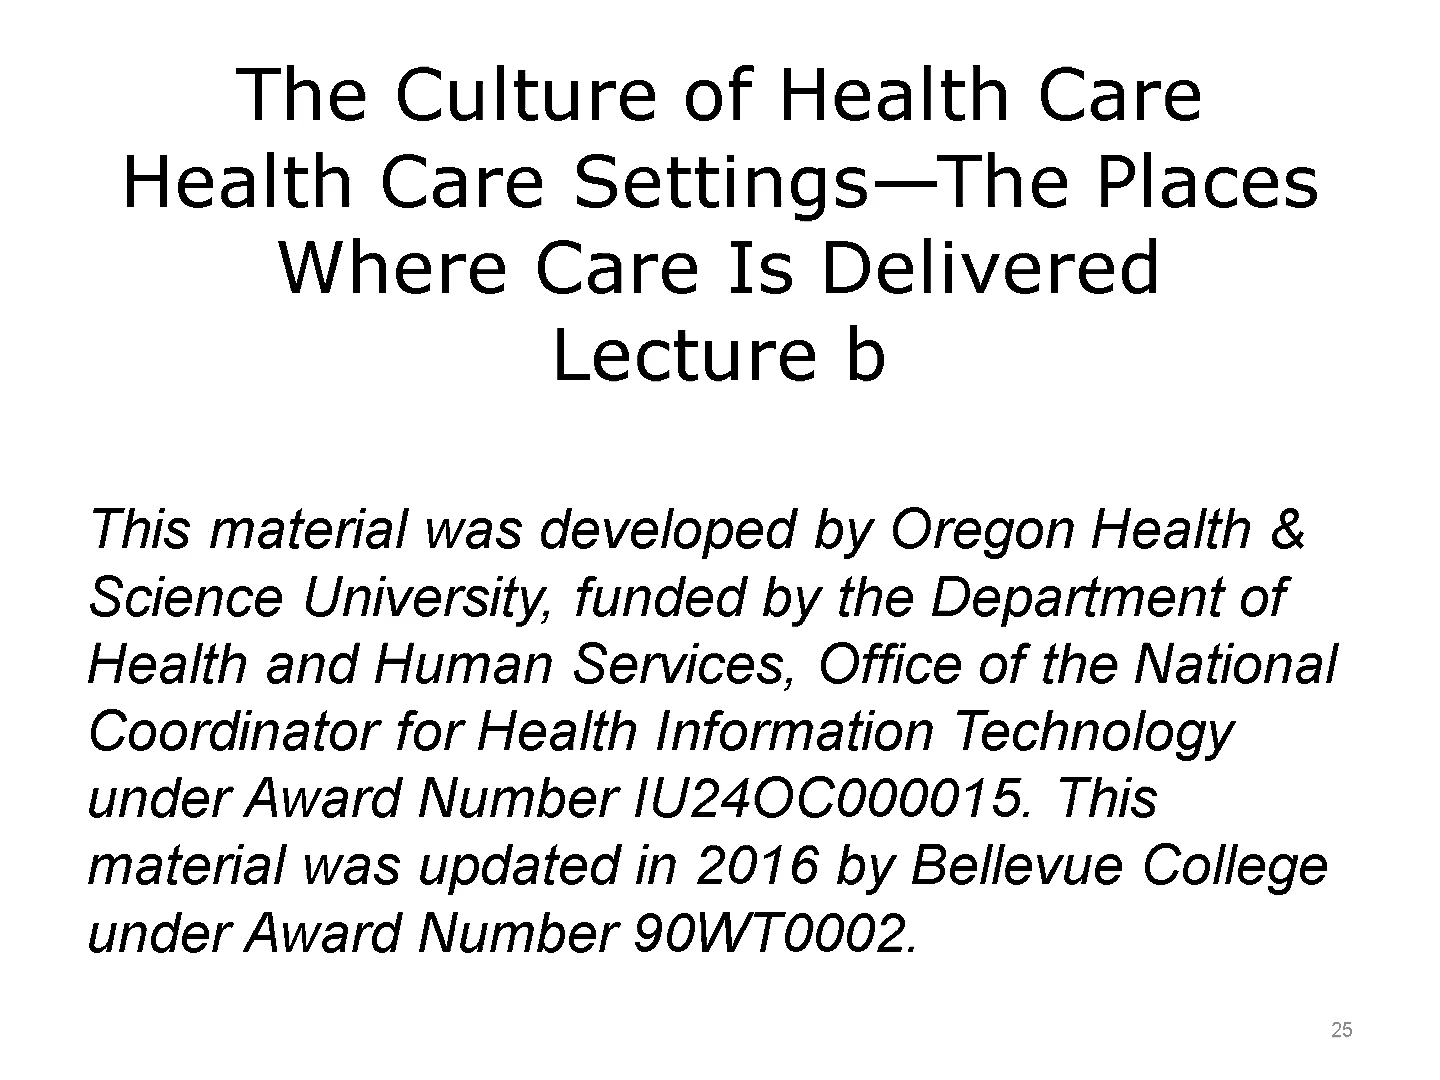 The Culture of Health Care
Health Care Settings—The Places
Where Care Is Delivered
Lecture b
This material was developed by Oregon Health &
Science University, funded by the Department of
Health and Human Services, Office of the National
Coordinator for Health Information Technology
under Award Number IU24OC000015. This
material was updated in 2016 by Bellevue College
under Award Number 90WT0002.
25